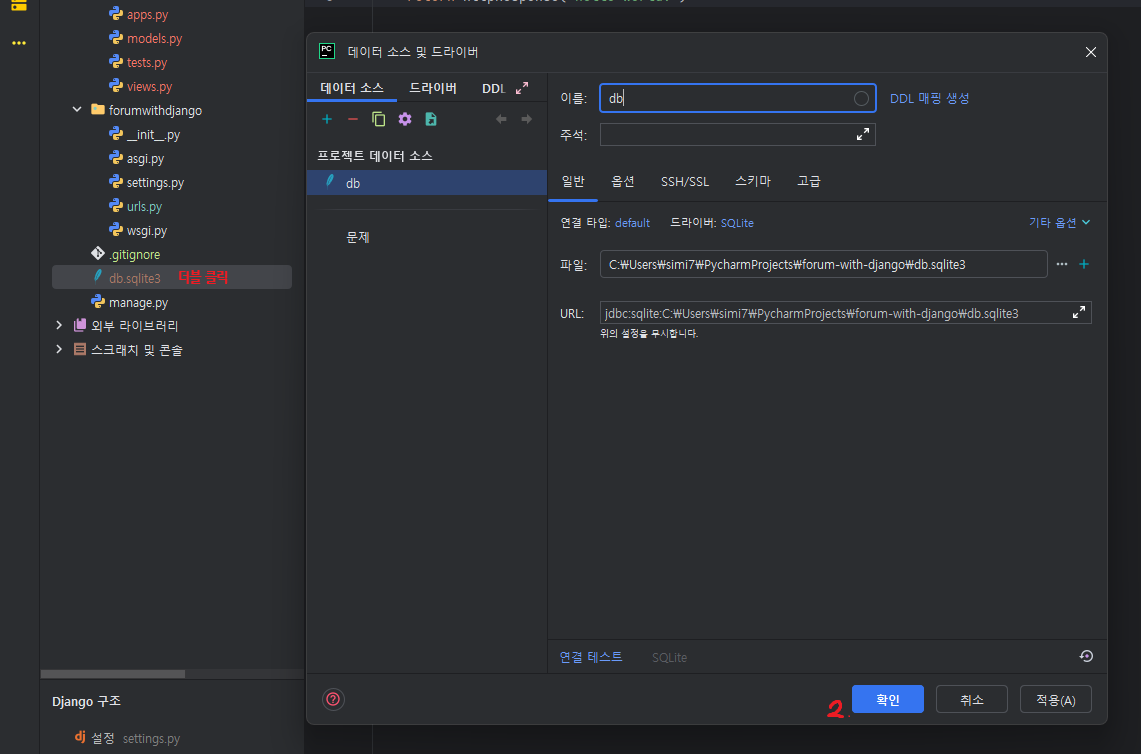 apps.py
models.py
tests.py
views.py
forumwithdjango
__init__.py
asgi.py
settings.py
urls.py
wsgi.py
.gitignore
db.sqlite3 더블 클릭
manage.py
외부 라이브러리
스크래치 및 콘솔
Django 구조
dj 설정 settings.py
PC 데이터 소스 및 드라이버
데이터 소스 드라이버 DDL
프로젝트 데이터 소스
db
문제
이름: db DDL 매핑 생성
주석:
일반 옵션 SSH/SSL 스키마 고급
연결 타입: default 드라이버: SQLite 기타 옵션
파일: C:₩Users₩simi7₩PycharmProjects₩forum-with-django₩db.sqlite3
URL: jdbc:sqlite:C:₩Users₩simi7₩PycharmProjects₩forum-with-django₩db.sqlite3
위의 설정을 무시합니다.
연결 테스트 SQLite
2. 확인 취소 적용(A)